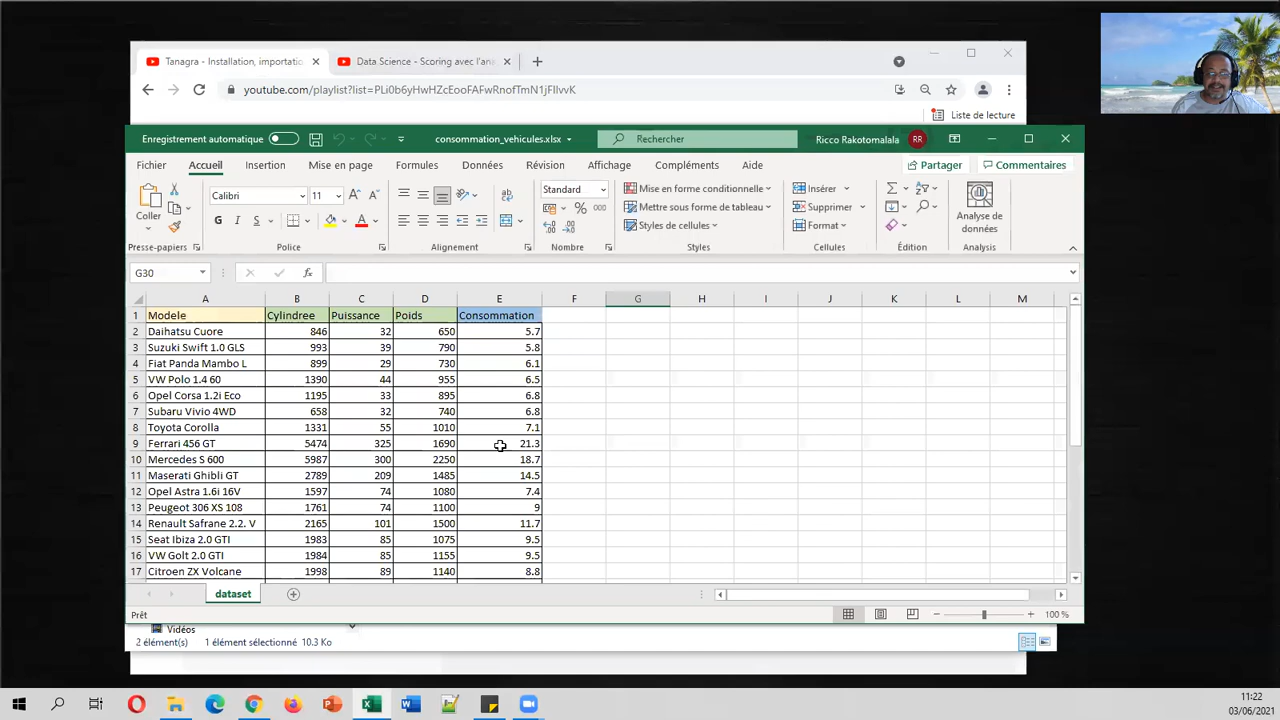 Tanagra - Installation, importatio
Data Science - Scoring avec l'ana
youtube.com/playlist?list=PLi0b6yHwHZcEooFAFwRnofTmN1jFIlvvK
Liste de lecture
Enregistrement automatique
consommation_vehicules.xlsx
Rechercher
Ricco Rakotomalala
RR
Fichier Accueil Insertion Mise en page Formules Données Révision Affichage Compléments Aide
Partager
Commentaires
Coller
Calibri 11
Standard
Mise en forme conditionnelle
Mettre sous forme de tableau
Styles de cellules
Insérer
Supprimer
Format
Analyse de données
Presse-papiers Police Alignement Nombre Styles Cellules Édition Analysis
G30
A B C D E F G H I J K L M
1 Modele Cylindree Puissance Poids Consommation
2 Daihatsu Cuore 846 32 650 5.7
3 Suzuki Swift 1.0 GLS 993 39 790 5.8
4 Fiat Panda Mambo L 899 29 730 6.1
5 VW Polo 1.4 60 1390 44 955 6.5
6 Opel Corsa 1.2i Eco 1195 33 895 6.8
7 Subaru Vivio 4WD 658 32 740 6.8
8 Toyota Corolla 1331 55 1010 7.1
9 Ferrari 456 GT 5474 325 1690 21.3
10 Mercedes S 600 5987 300 2250 18.7
11 Maserati Ghibli GT 2789 209 1485 14.5
12 Opel Astra 1.6i 16V 1597 74 1080 7.4
13 Peugeot 306 XS 108 1761 74 1100 9
14 Renault Safrane 2.2. V 2165 101 1500 11.7
15 Seat Ibiza 2.0 GTI 1983 85 1075 9.5
16 VW Golt 2.0 GTI 1984 85 1155 9.5
17 Citroen ZX Volcane 1998 89 1140 8.8
dataset
Prêt
100 %
Vidéos
2 élément(s) 1 élément sélectionné 10.3 Ko
11:22
03/06/2021